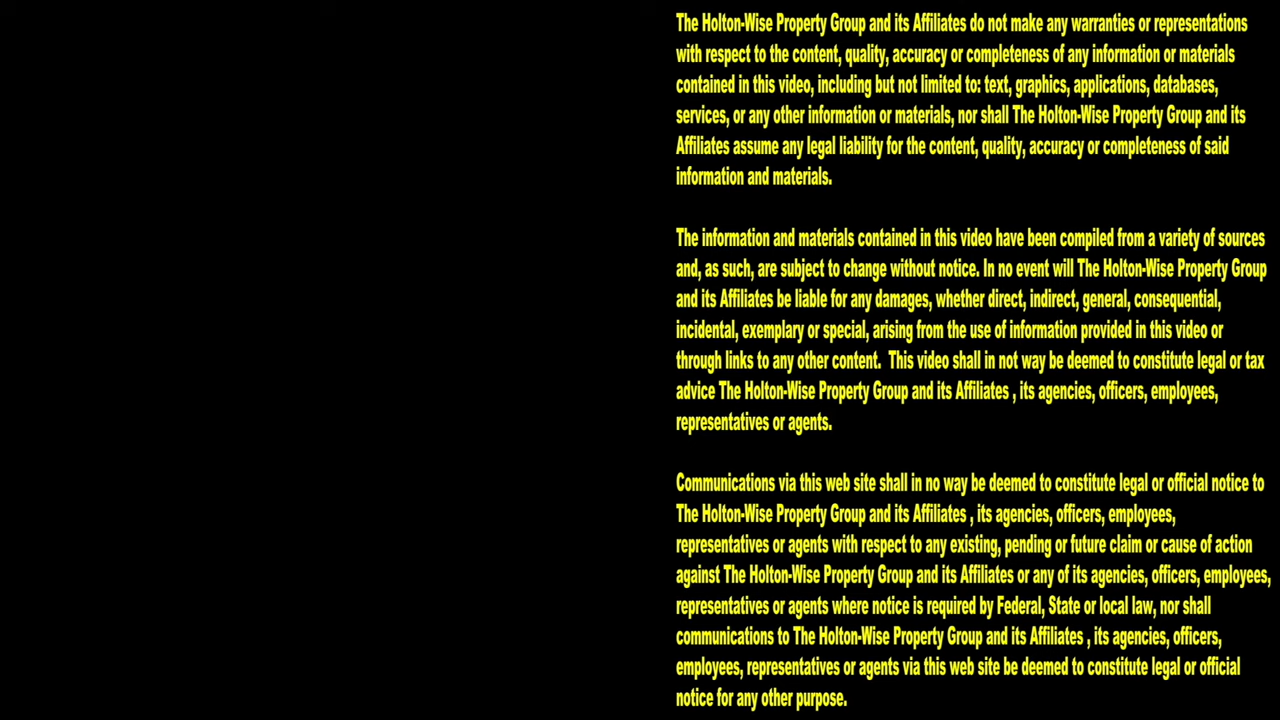 The Holton-Wise Property Group and its Affiliates do not make any warranties or representations
with respect to the content, quality, accuracy or completeness of any information or materials
contained in this video, including but not limited to: text, graphics, applications, databases,
services, or any other information or materials, nor shall The Holton-Wise Property Group and its
Affiliates assume any legal liability for the content, quality, accuracy or completeness of said
information and materials.
The information and materials contained in this video have been compiled from a variety of sources
and, as such, are subject to change without notice. In no event will The Holton-Wise Property Group
and its Affiliates be liable for any damages, whether direct, indirect, general, consequential,
incidental, exemplary or special, arising from the use of information provided in this video or
through links to any other content.  This video shall in not way be deemed to constitute legal or tax
advice The Holton-Wise Property Group and its Affiliates , its agencies, officers, employees,
representatives or agents.
Communications via this web site shall in no way be deemed to constitute legal or official notice to
The Holton-Wise Property Group and its Affiliates , its agencies, officers, employees,
representatives or agents with respect to any existing, pending or future claim or cause of action
against The Holton-Wise Property Group and its Affiliates or any of its agencies, officers, employees,
representatives or agents where notice is required by Federal, State or local law, nor shall
communications to The Holton-Wise Property Group and its Affiliates , its agencies, officers,
employees, representatives or agents via this web site be deemed to constitute legal or official
notice for any other purpose.